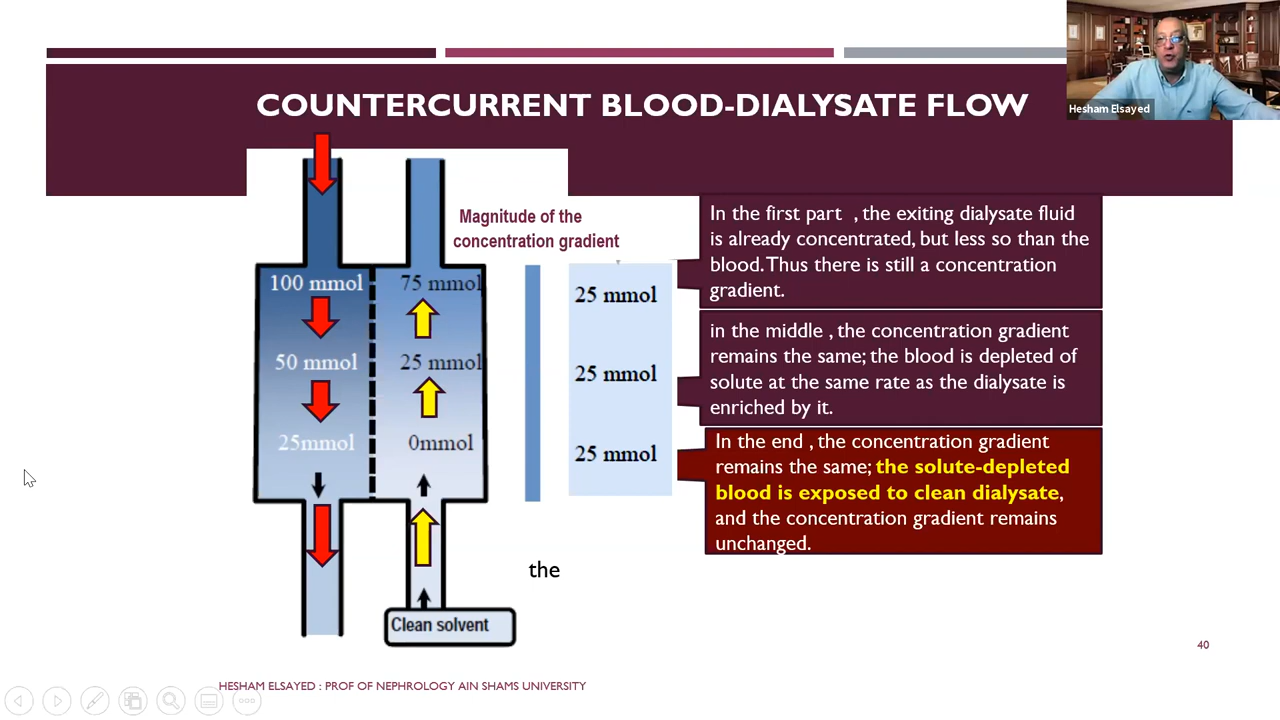 Hesham Elsayed
COUNTERCURRENT BLOOD-DIALYSATE FLOW
Magnitude of the
concentration gradient
100 mmol
75 mmol
25 mmol
50 mmol
25 mmol
25 mmol
25mmol
0mmol
25 mmol
In the first part , the exiting dialysate fluid
is already concentrated, but less so than the
blood. Thus there is still a concentration
gradient.
in the middle , the concentration gradient
remains the same; the blood is depleted of
solute at the same rate as the dialysate is
enriched by it.
In the end , the concentration gradient
remains the same; the solute-depleted
blood is exposed to clean dialysate,
and the concentration gradient remains
unchanged.
the
Clean solvent
40
HESHAM ELSAYED : PROF OF NEPHROLOGY AIN SHAMS UNIVERSITY